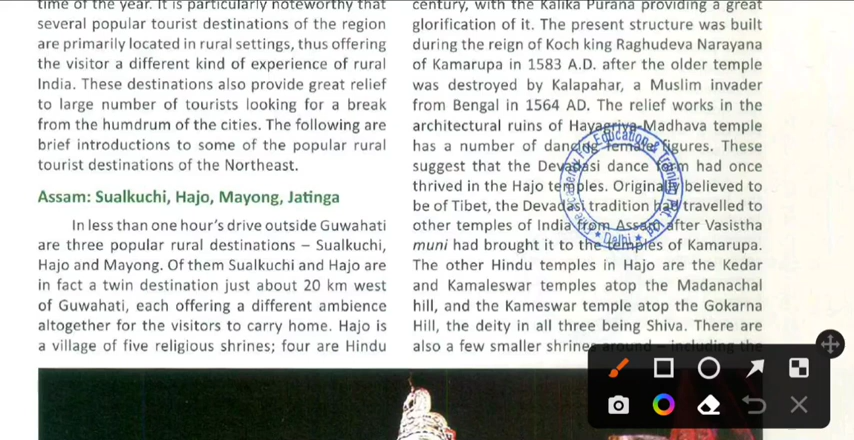 time of the year. It is particularly noteworthy that
several popular tourist destinations of the region
are primarily located in rural settings, thus offering
the visitor a different kind of experience of rural
India. These destinations also provide great relief
to large number of tourists looking for a break
from the humdrum of the cities. The following are
brief introductions to some of the popular rural
tourist destinations of the Northeast.
Assam: Sualkuchi, Hajo, Mayong, Jatinga
In less than one hour's drive outside Guwahati
are three popular rural destinations – Sualkuchi,
Hajo and Mayong. Of them Sualkuchi and Hajo are
in fact a twin destination just about 20 km west
of Guwahati, each offering a different ambience
altogether for the visitors to carry home. Hajo is
a village of five religious shrines; four are Hindu
century, with the Kalika Purana providing a great
glorification of it. The present structure was built
during the reign of Koch king Raghudeva Narayana
of Kamarupa in 1583 A.D. after the older temple
was destroyed by Kalapahar, a Muslim invader
from Bengal in 1564 AD. The relief works in the
architectural ruins of Hayagriva-Madhava temple
has a number of dancing female figures. These
suggest that the Devadasi dance form had once
thrived in the Hajo temples. Originally believed to
be of Tibet, the Devadasi tradition had travelled to
other temples of India from Assam after Vasistha
muni had brought it to the temples of Kamarupa.
The other Hindu temples in Hajo are the Kedar
and Kamaleswar temples atop the Madanachal
hill, and the Kameswar temple atop the Gokarna
Hill, the deity in all three being Shiva. There are
also a few smaller shrines around – including the
Educational & Training
Delhi